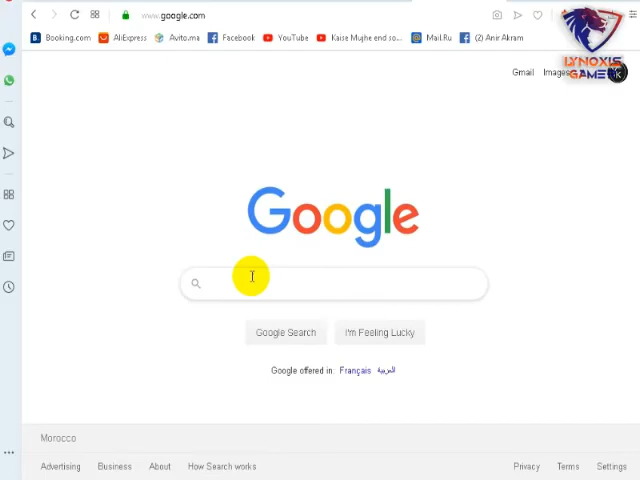 www.google.com
Booking.com AliExpress Avito.ma Facebook YouTube Kaise Mujhe end so... Mail.Ru (2) Anir Akram
LYNOXIS
GAME
Gmail Images K
Google
Google Search I'm Feeling Lucky
Google offered in: Français العربية
Morocco
Advertising Business About How Search works Privacy Terms Settings